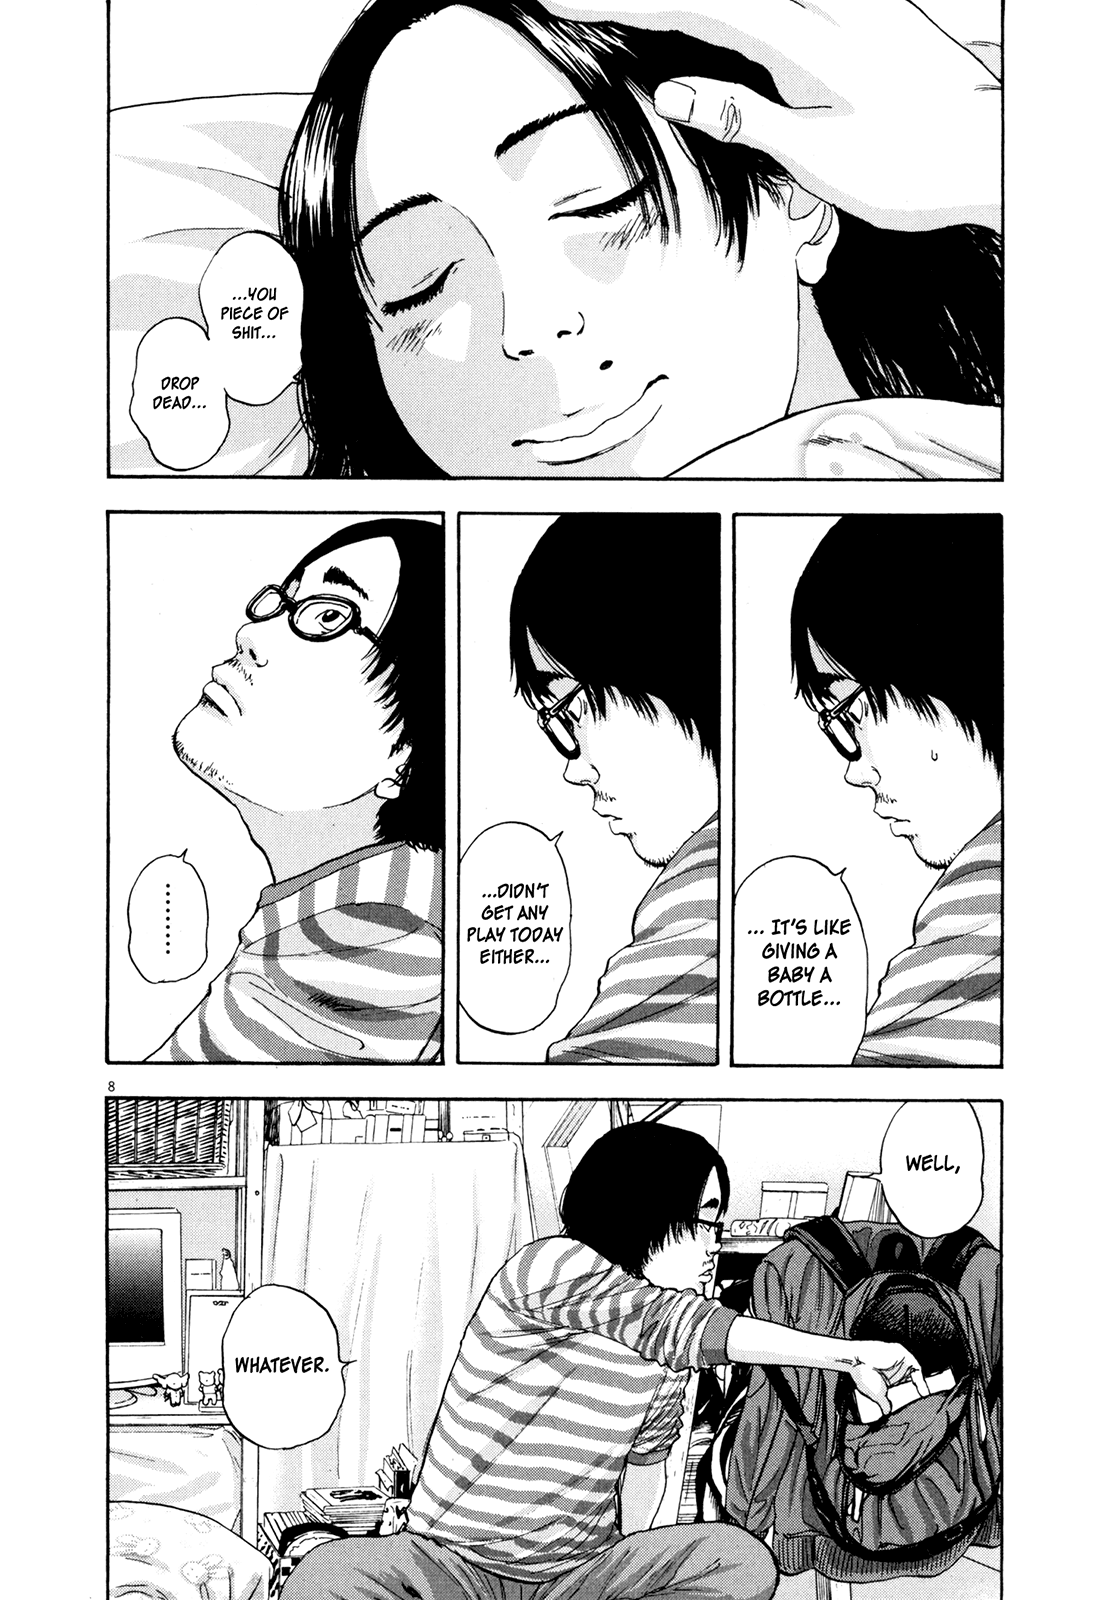 ...YOU
PIECE OF
SHIT...
DROP
DEAD...
... IT'S LIKE
GIVING A
BABY A
BOTTLE...
...DIDN'T
GET ANY
PLAY TODAY
EITHER...
.........
8
WELL,
WHATEVER.